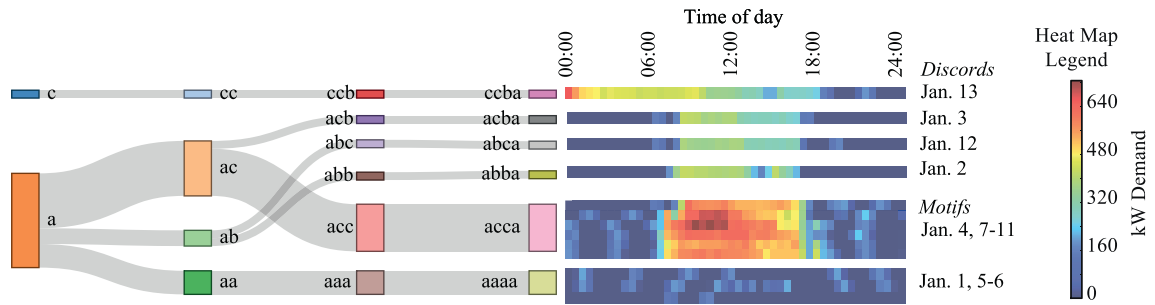 Time of day
00:00 06:00 12:00 18:00 24:00
Heat Map
Legend
Discords
c cc ccb ccba Jan. 13
acb acba Jan. 3
abc abca Jan. 12
ac
abb abba Jan. 2
a
Motifs
ab acc acca Jan. 4, 7-11
aa aaa aaaa Jan. 1, 5-6
640
480
320
160
0
kW Demand